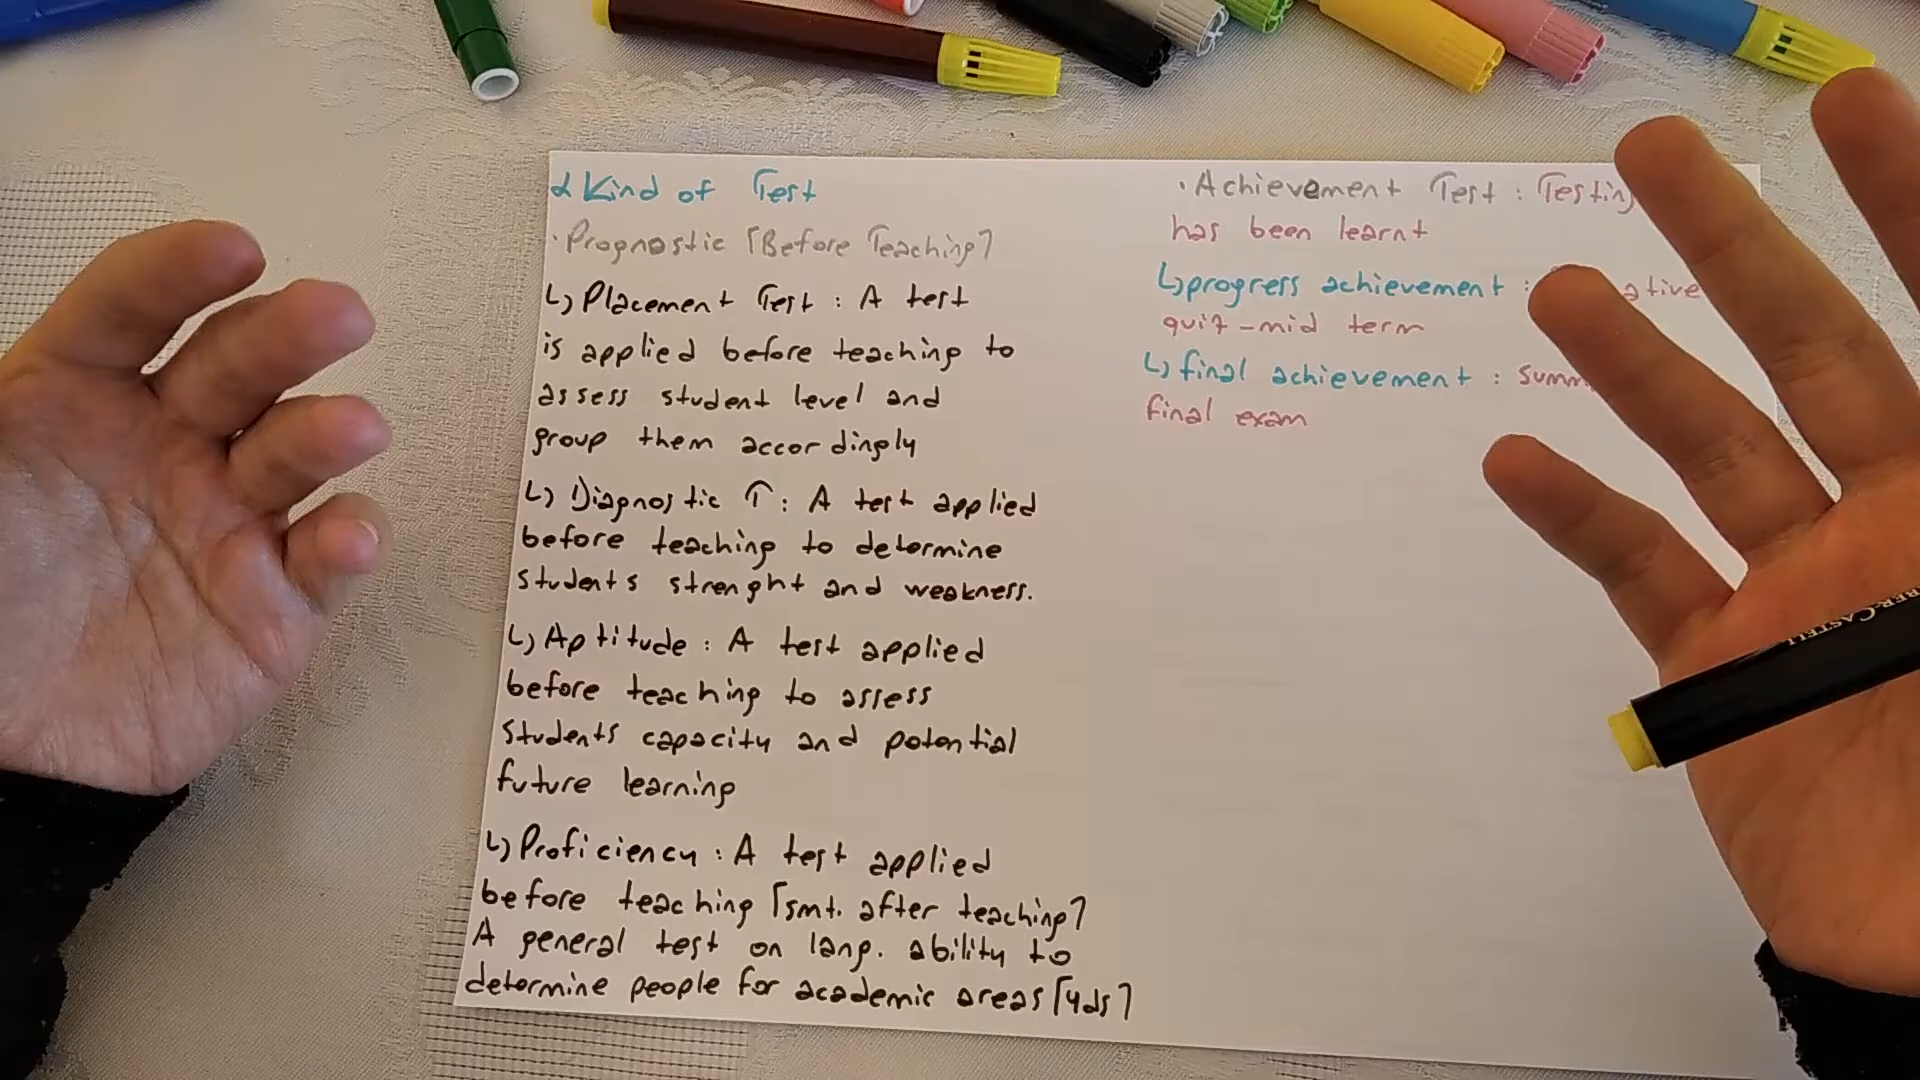 2 Kind of Test
· Prognostic [Before Teaching]
↳ Placement Test : A test
is applied before teaching to
assess student level and
group them accordingly
↳ Diagnostic T : A test applied
before teaching to determine
students strenght and weakness.
↳ Aptitude : A test applied
before teaching to assess
students capacity and potential
future learning
↳ Proficiency : A test applied
before teaching [smt. after teaching]
A general test on lang. ability to
determine people for academic areas [yds]
· Achievement Test : Testing
has been learnt
↳ progress achievement :
quiz - mid term
↳ final achievement :
final exam